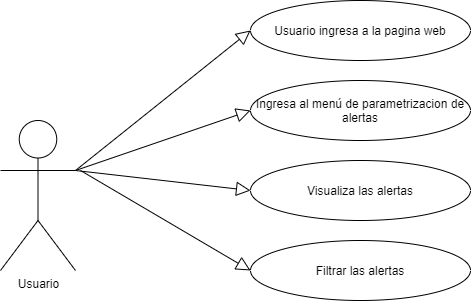 Usuario ingresa a la pagina web
Ingresa al menú de parametrizacion de
alertas
Visualiza las alertas
Filtrar las alertas
Usuario